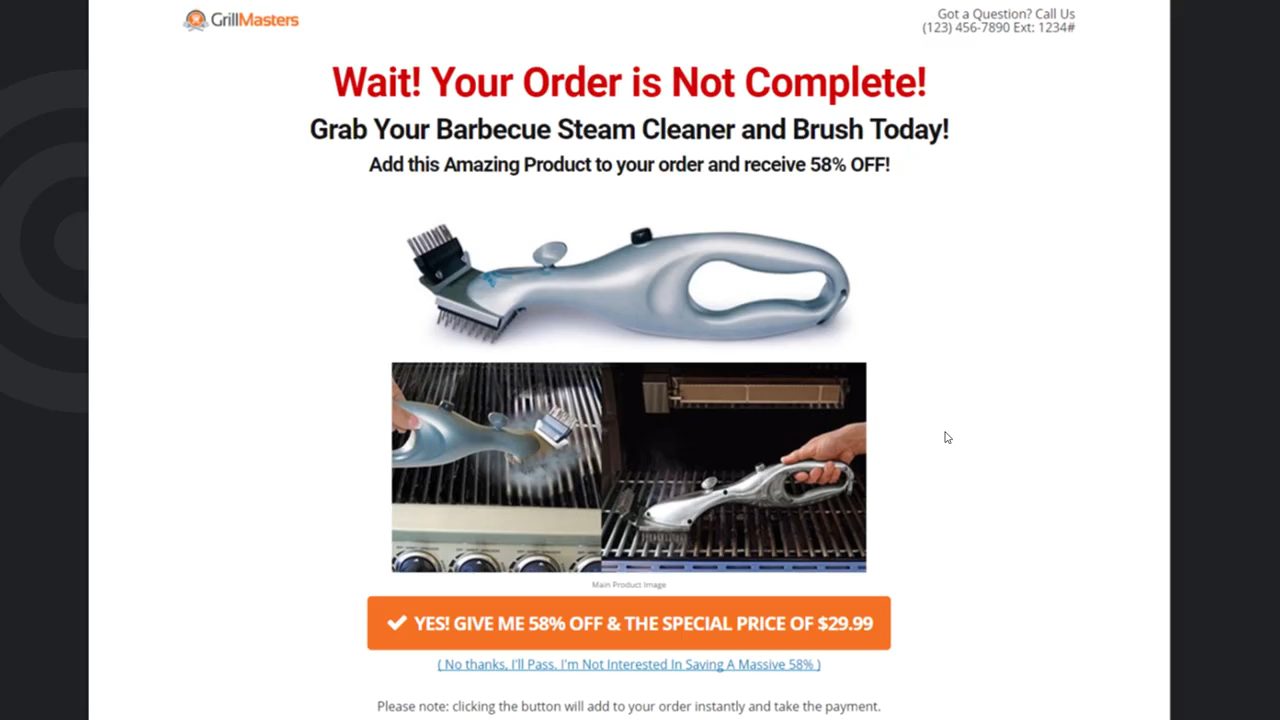 GrillMasters
Got a Question? Call Us
(123) 456-7890 Ext: 1234#
Wait! Your Order is Not Complete!
Grab Your Barbecue Steam Cleaner and Brush Today!
Add this Amazing Product to your order and receive 58% OFF!
Main Product Image
YES! GIVE ME 58% OFF & THE SPECIAL PRICE OF $29.99
( No thanks, I'll Pass. I'm Not Interested In Saving A Massive 58% )
Please note: clicking the button will add to your order instantly and take the payment.